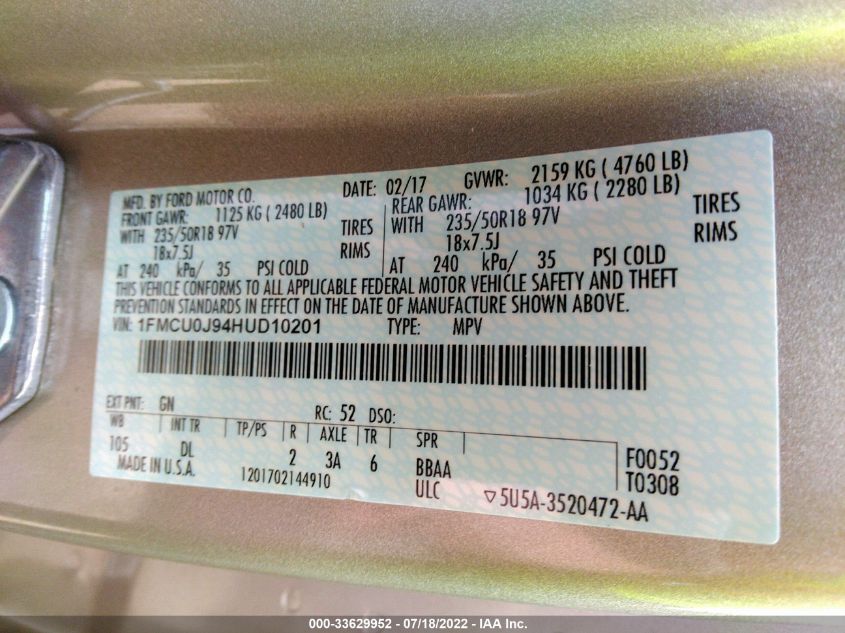 MFD. BY FORD MOTOR CO. DATE: 02/17 GVWR: 2159 KG ( 4760 LB)
FRONT GAWR: 1125 KG ( 2480 LB) REAR GAWR: 1034 KG ( 2280 LB)
WITH 235/50R18 97V TIRES WITH 235/50R18 97V TIRES
18x7.5J RIMS 18x7.5J RIMS
AT 240 kPa/ 35 PSI COLD AT 240 kPa/ 35 PSI COLD
THIS VEHICLE CONFORMS TO ALL APPLICABLE FEDERAL MOTOR VEHICLE SAFETY AND THEFT
PREVENTION STANDARDS IN EFFECT ON THE DATE OF MANUFACTURE SHOWN ABOVE.
VIN: 1FMCU0J94HUD10201 TYPE: MPV
EXT PNT: GN RC: 52 DSO:
WB INT TR TP/PS R AXLE TR SPR
105 DL 2 3A 6 BBAA F0052
MADE IN U.S.A. 1201702144910 ULC T0308
▽5U5A-3520472-AA
000-33629952 - 07/18/2022 - IAA Inc.